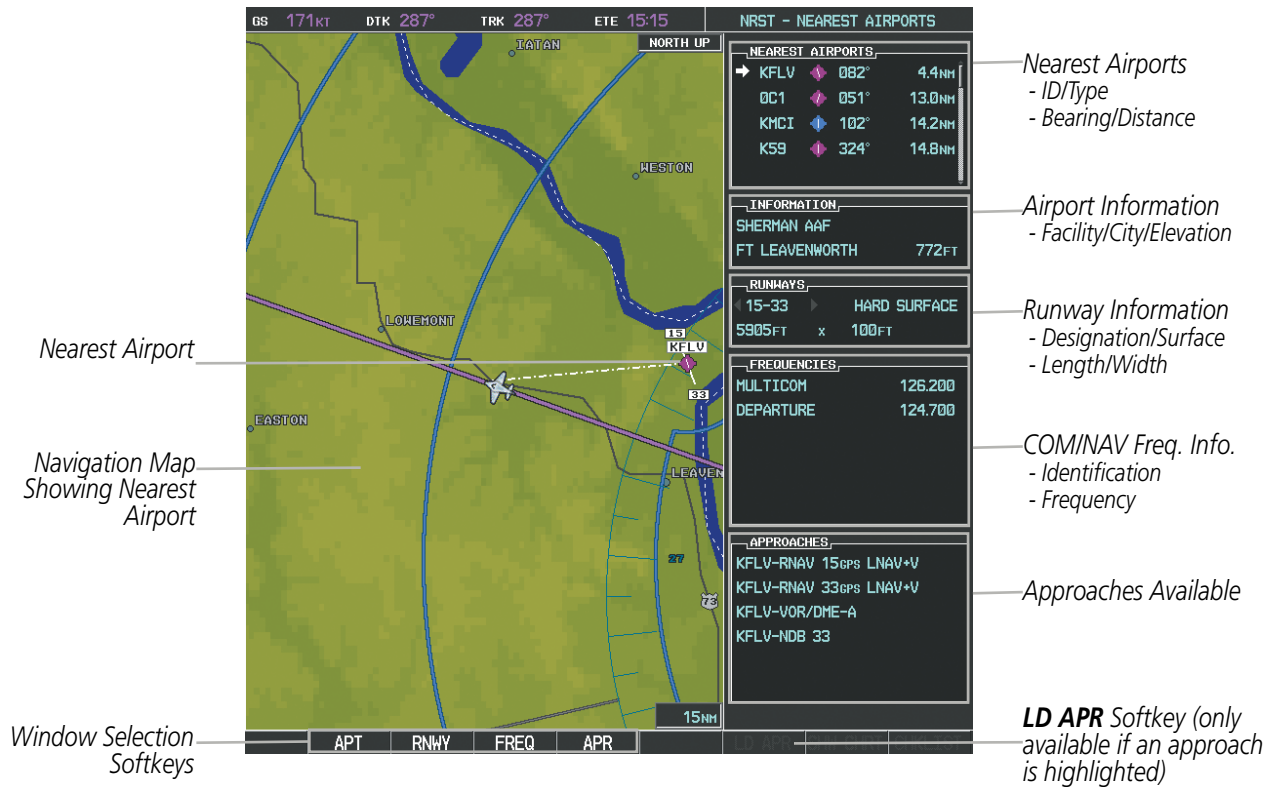 GS 171KT DTK 287° TRK 287° ETE 15:15 NRST - NEAREST AIRPORTS
NORTH UP
IATAN
WESTON
LOWEMONT
15
KFLV
33
EASTON
LEAVEN
27
73
15NM
NEAREST AIRPORTS
KFLV 082° 4.4NM
0C1 051° 13.0NM
KMCI 102° 14.2NM
K59 324° 14.8NM
INFORMATION
SHERMAN AAF
FT LEAVENWORTH 772FT
RUNWAYS
15-33 HARD SURFACE
5905FT x 100FT
FREQUENCIES
MULTICOM 126.200
DEPARTURE 124.700
APPROACHES
KFLV-RNAV 15GPS LNAV+V
KFLV-RNAV 33GPS LNAV+V
KFLV-VOR/DME-A
KFLV-NDB 33
APT RNWY FREQ APR LD APR CHKLIST
Nearest Airport
Navigation Map
Showing Nearest
Airport
Window Selection
Softkeys
Nearest Airports
- ID/Type
- Bearing/Distance
Airport Information
- Facility/City/Elevation
Runway Information
- Designation/Surface
- Length/Width
COM/NAV Freq. Info.
- Identification
- Frequency
Approaches Available
LD APR Softkey (only
available if an approach
is highlighted)